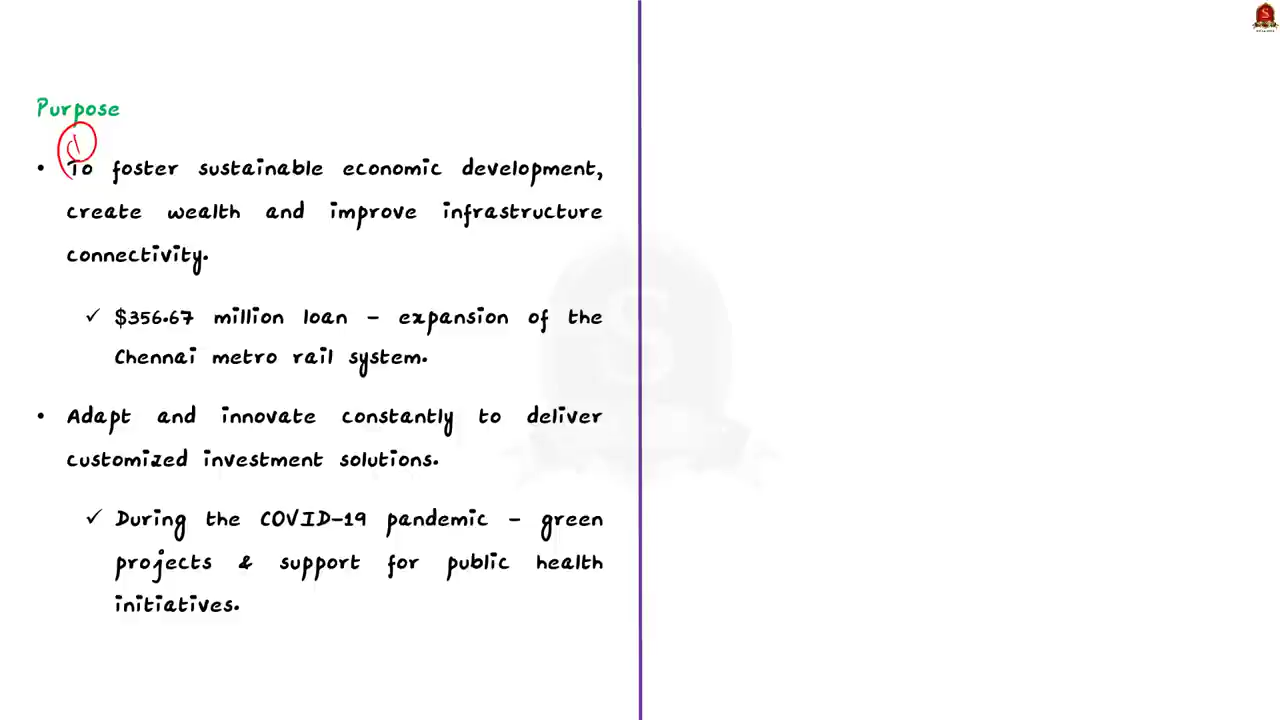 Purpose
• To foster sustainable economic development,
create wealth and improve infrastructure
connectivity.
✓ $356.67 million loan – expansion of the
Chennai metro rail system.
• Adapt and innovate constantly to deliver
customized investment solutions.
✓ During the COVID-19 pandemic – green
projects & support for public health
initiatives.